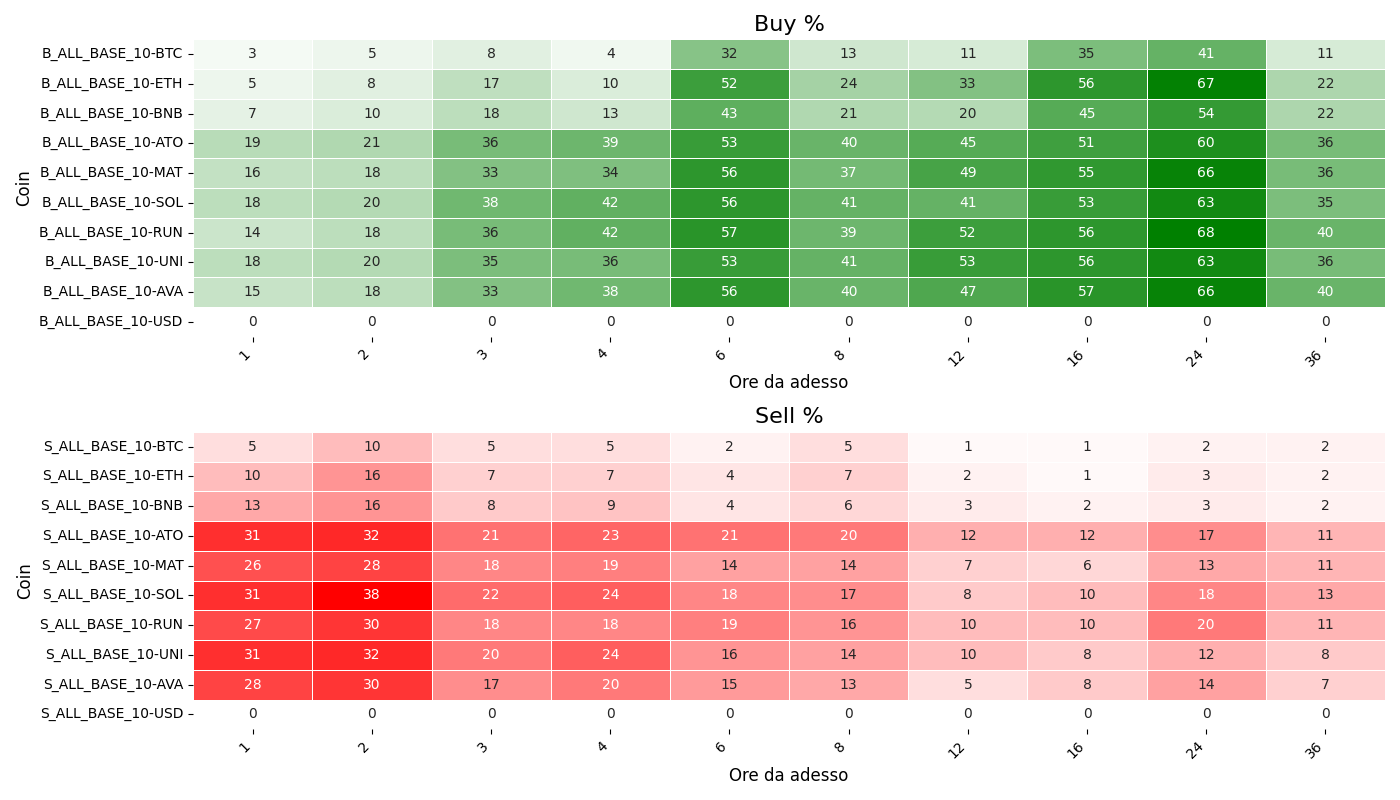 Buy %
Coin
B_ALL_BASE_10-BTC 3 5 8 4 32 13 11 35 41 11
B_ALL_BASE_10-ETH 5 8 17 10 52 24 33 56 67 22
B_ALL_BASE_10-BNB 7 10 18 13 43 21 20 45 54 22
B_ALL_BASE_10-ATO 19 21 36 39 53 40 45 51 60 36
B_ALL_BASE_10-MAT 16 18 33 34 56 37 49 55 66 36
B_ALL_BASE_10-SOL 18 20 38 42 56 41 41 53 63 35
B_ALL_BASE_10-RUN 14 18 36 42 57 39 52 56 68 40
B_ALL_BASE_10-UNI 18 20 35 36 53 41 53 56 63 36
B_ALL_BASE_10-AVA 15 18 33 38 56 40 47 57 66 40
B_ALL_BASE_10-USD 0 0 0 0 0 0 0 0 0 0
1 2 3 4 6 8 12 16 24 36
Ore da adesso
Sell %
Coin
S_ALL_BASE_10-BTC 5 10 5 5 2 5 1 1 2 2
S_ALL_BASE_10-ETH 10 16 7 7 4 7 2 1 3 2
S_ALL_BASE_10-BNB 13 16 8 9 4 6 3 2 3 2
S_ALL_BASE_10-ATO 31 32 21 23 21 20 12 12 17 11
S_ALL_BASE_10-MAT 26 28 18 19 14 14 7 6 13 11
S_ALL_BASE_10-SOL 31 38 22 24 18 17 8 10 18 13
S_ALL_BASE_10-RUN 27 30 18 18 19 16 10 10 20 11
S_ALL_BASE_10-UNI 31 32 20 24 16 14 10 8 12 8
S_ALL_BASE_10-AVA 28 30 17 20 15 13 5 8 14 7
S_ALL_BASE_10-USD 0 0 0 0 0 0 0 0 0 0
1 2 3 4 6 8 12 16 24 36
Ore da adesso